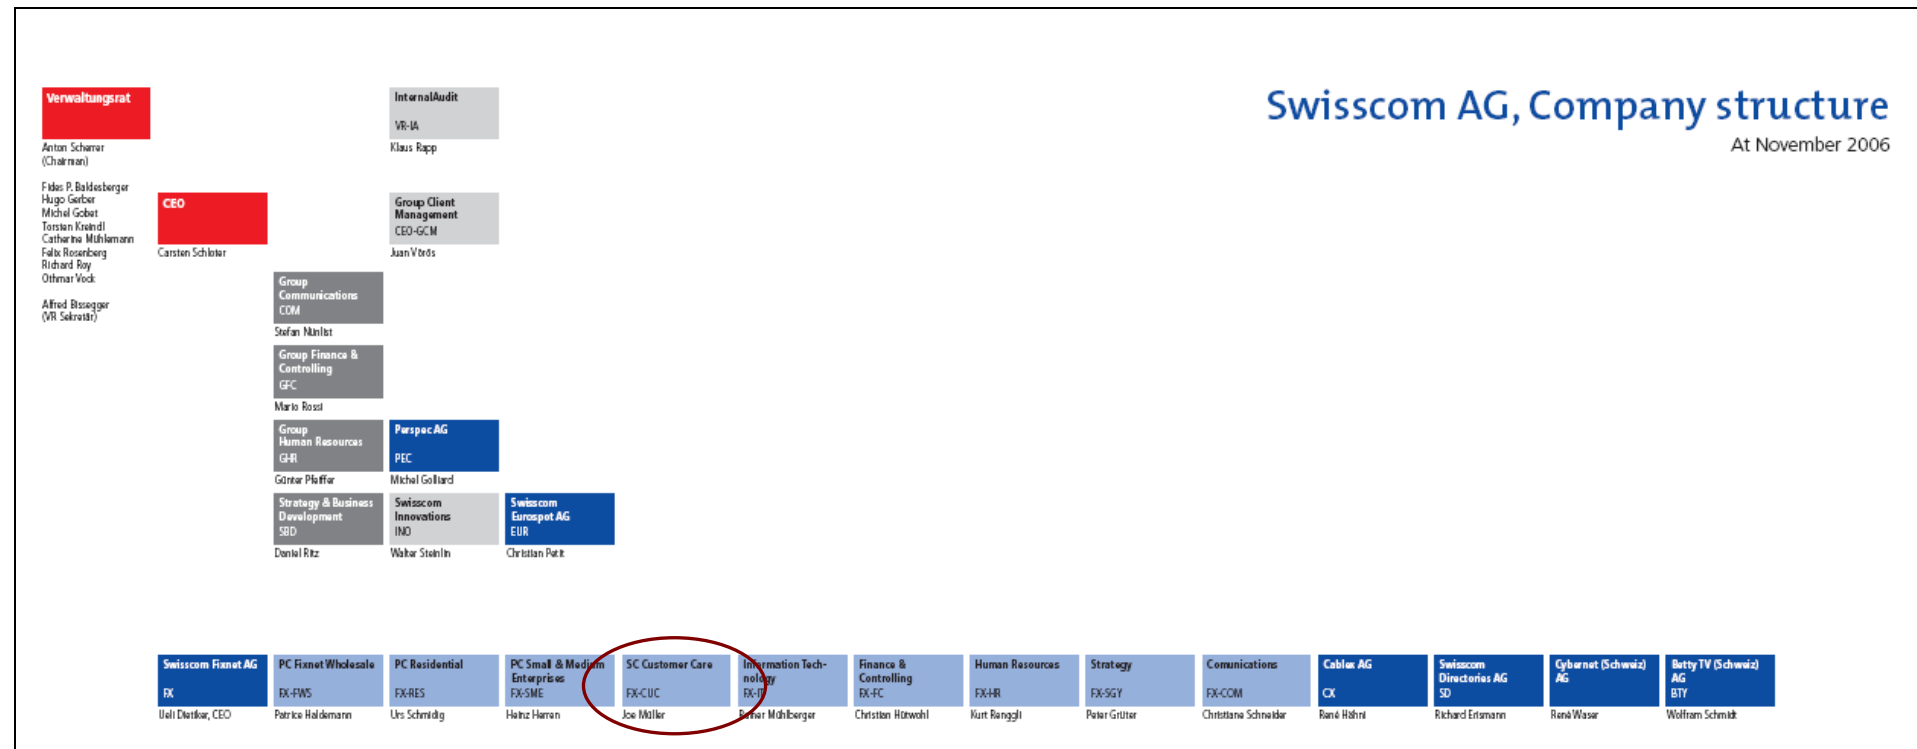 Swisscom AG, Company structure
At November 2006
Verwaltungsrat
Anton Scherrer
(Chairman)
Fides P. Baldesberger
Hugo Gerber
Michel Gobet
Torsten Kreindl
Catherine Mühlemann
Felix Rosenberg
Richard Roy
Othmar Vock
Alfred Bissegger
(VR Sekretär)
InternalAudit
VR-IA
Klaus Rapp
CEO
Carsten Schloter
Group Client
Management
CEO-GCM
Juan Vörös
Group
Communications
COM
Stefan Nünlist
Group Finance &
Controlling
GFC
Mario Rossi
Group
Human Resources
GHR
Günter Pfeiffer
Perspec AG
PEC
Michel Golliard
Strategy & Business
Development
SBD
Daniel Ritz
Swisscom
Innovations
INO
Walter Steinlin
Swisscom
Eurospot AG
EUR
Christian Petit
Swisscom Fixnet AG
FX
Ueli Dietiker, CEO
PC Fixnet Wholesale
FX-FWS
Patrice Haldemann
PC Residential
FX-RES
Urs Schmidig
PC Small & Medium
Enterprises
FX-SME
Heinz Herren
SC Customer Care
FX-CUC
Joe Müller
Information Tech-
nology
FX-IT
Rainer Mühlberger
Finance &
Controlling
FX-FC
Christian Hütwohl
Human Resources
FX-HR
Kurt Renggli
Strategy
FX-SGY
Peter Grüter
Comunications
FX-COM
Christiane Schneider
Cablex AG
CX
René Hähni
Swisscom
Directories AG
SD
Richard Erismann
Cybernet (Schweiz)
AG
René Waser
Betty TV (Schweiz)
AG
BTY
Wolfram Schmidt